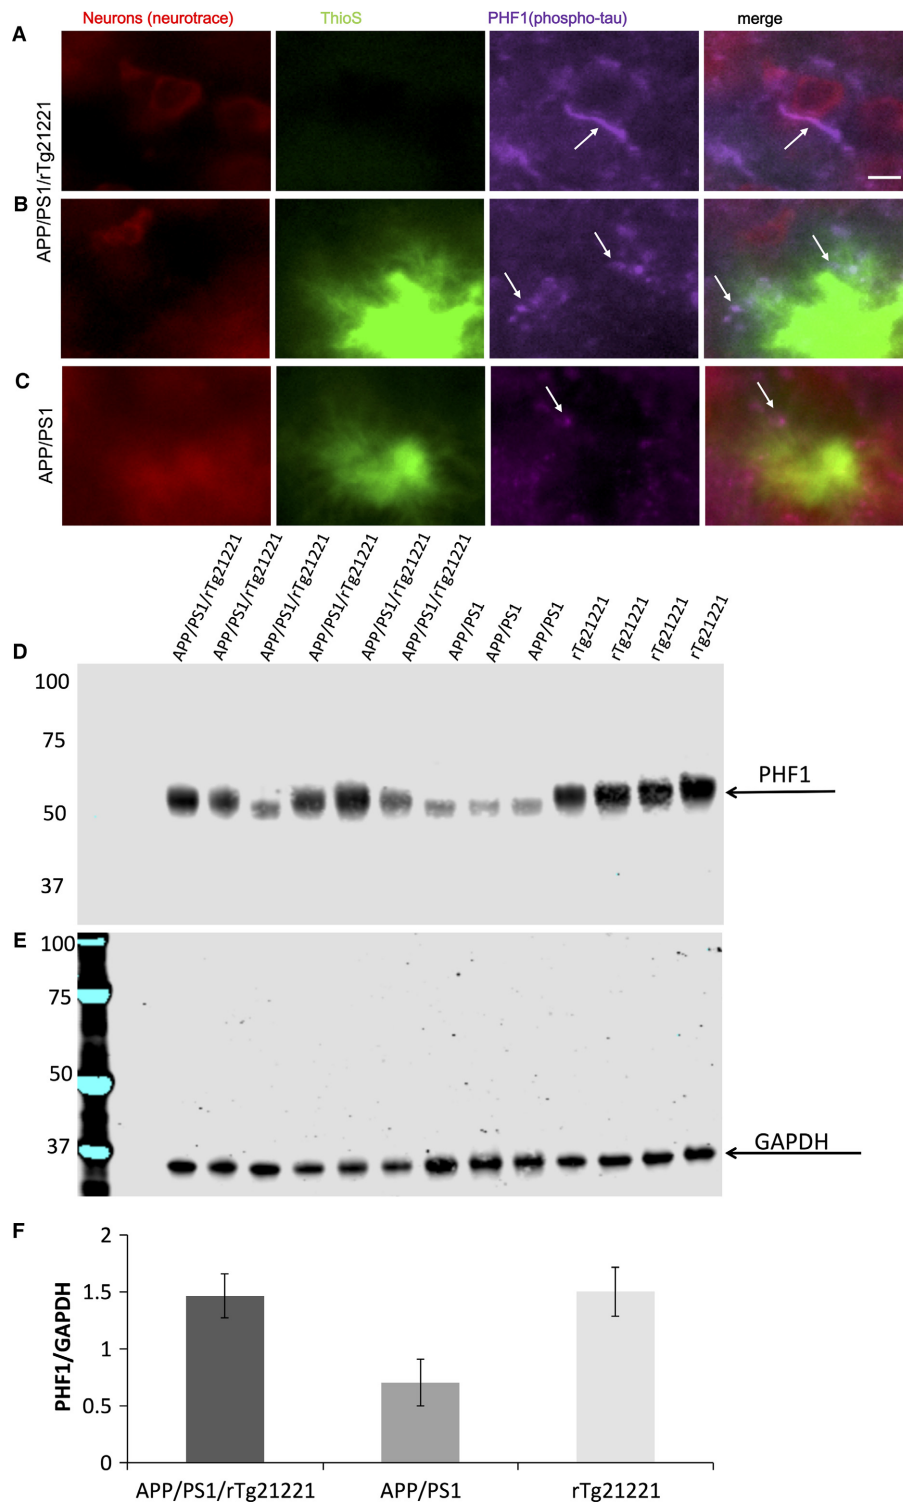 Neurons (neurotrace) ThioS PHF1(phospho-tau) merge
A
APP/PS1/rTg21221
B
C
APP/PS1
APP/PS1/rTg21221 APP/PS1/rTg21221 APP/PS1/rTg21221 APP/PS1/rTg21221 APP/PS1/rTg21221 APP/PS1/rTg21221 APP/PS1 APP/PS1 APP/PS1 rTg21221 rTg21221 rTg21221 rTg21221
D
100
75
PHF1
50
37
E
100
75
50
37
GAPDH
F
2
1.5
1
0.5
0
PHF1/GAPDH
APP/PS1/rTg21221 APP/PS1 rTg21221